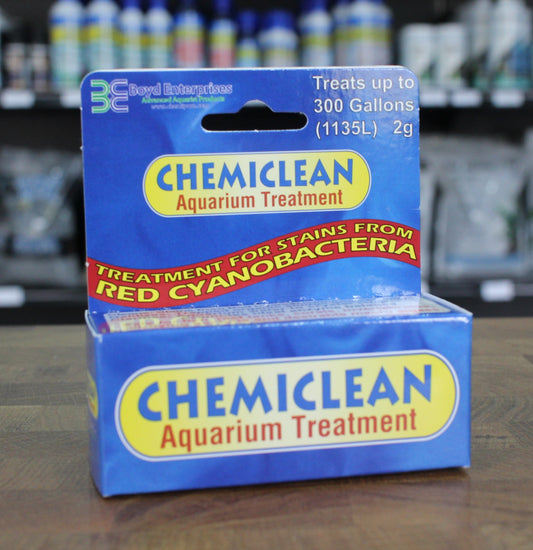 Boyd Enterprises
Advanced Aquarist Products
Treats up to
300 Gallons
(1135L) 2g
CHEMICLEAN
Aquarium Treatment
TREATMENT FOR STAINS FROM
RED CYANOBACTERIA
CHEMICLEAN
Aquarium Treatment